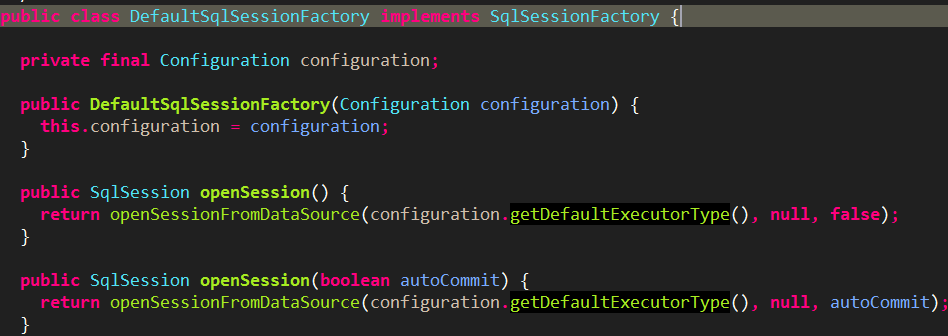 public class DefaultSqlSessionFactory implements SqlSessionFactory {
private final Configuration configuration;
public DefaultSqlSessionFactory(Configuration configuration) {
this.configuration = configuration;
}
public SqlSession openSession() {
return openSessionFromDataSource(configuration.getDefaultExecutorType(), null, false);
}
public SqlSession openSession(boolean autoCommit) {
return openSessionFromDataSource(configuration.getDefaultExecutorType(), null, autoCommit);
}